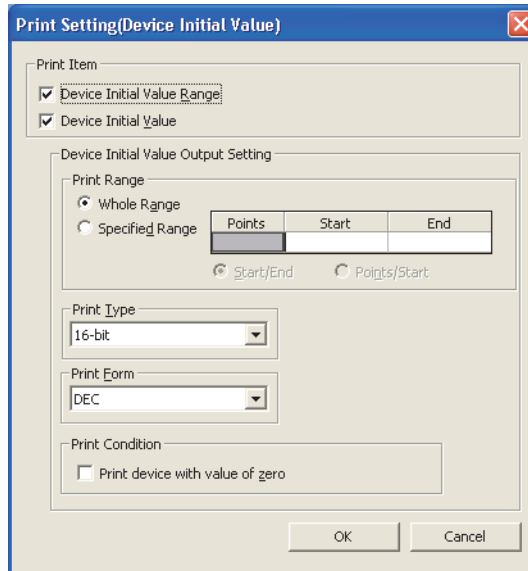 Print Setting(Device Initial Value)
Print Item
Device Initial Value Range
Device Initial Value
Device Initial Value Output Setting
Print Range
Whole Range
Specified Range
Points Start End
Start/End Points/Start
Print Type
16-bit
Print Form
DEC
Print Condition
Print device with value of zero
OK Cancel